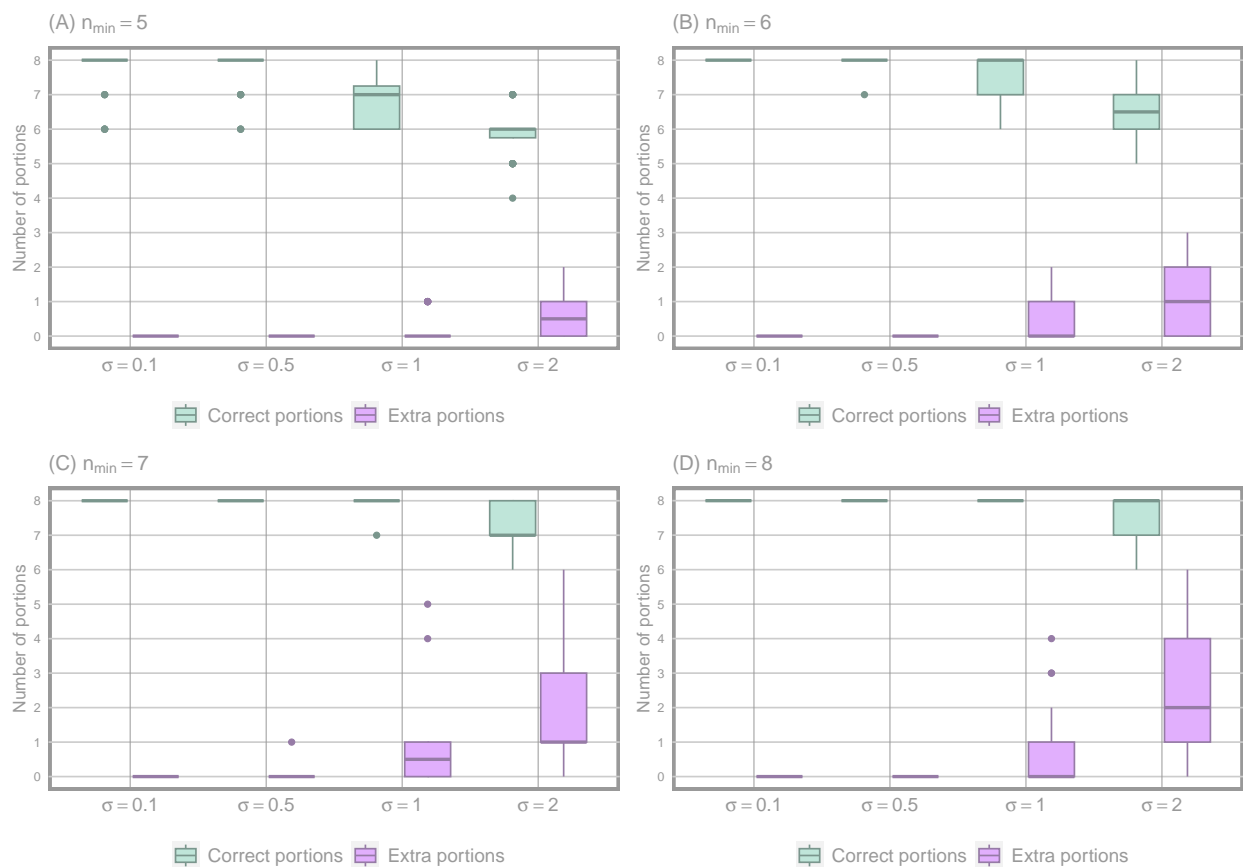 (A) nmin = 5
Number of portions
8
7
6
5
4
3
2
1
0
σ = 0.1 σ = 0.5 σ = 1 σ = 2
Correct portions Extra portions
(B) nmin = 6
Number of portions
8
7
6
5
4
3
2
1
0
σ = 0.1 σ = 0.5 σ = 1 σ = 2
Correct portions Extra portions
(C) nmin = 7
Number of portions
8
7
6
5
4
3
2
1
0
σ = 0.1 σ = 0.5 σ = 1 σ = 2
Correct portions Extra portions
(D) nmin = 8
Number of portions
8
7
6
5
4
3
2
1
0
σ = 0.1 σ = 0.5 σ = 1 σ = 2
Correct portions Extra portions